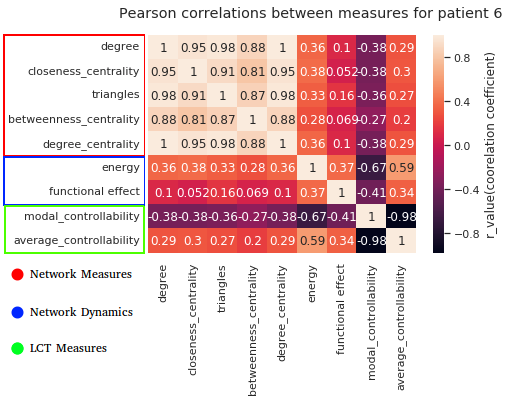 Pearson correlations between measures for patient 6
degree 1 0.95 0.98 0.88 1 0.36 0.1 -0.38 0.29
closeness_centrality 0.95 1 0.91 0.81 0.95 0.38 0.052 -0.38 0.3
triangles 0.98 0.91 1 0.87 0.98 0.33 0.16 -0.36 0.27
betweenness_centrality 0.88 0.81 0.87 1 0.88 0.28 0.069 -0.27 0.2
degree_centrality 1 0.95 0.98 0.88 1 0.36 0.1 -0.38 0.29
energy 0.36 0.38 0.33 0.28 0.36 1 0.37 -0.67 0.59
functional effect 0.1 0.052 0.16 0.069 0.1 0.37 1 -0.41 0.34
modal_controllability -0.38 -0.38 -0.36 -0.27 -0.38 -0.67 -0.41 1 -0.98
average_controllability 0.29 0.3 0.27 0.2 0.29 0.59 0.34 -0.98 1
degree
closeness_centrality
triangles
betweenness_centrality
degree_centrality
energy
functional effect
modal_controllability
average_controllability
0.8
0.4
0.0
−0.4
−0.8
r_value(coorelation coefficient)
Network Measures
Network Dynamics
LCT Measures